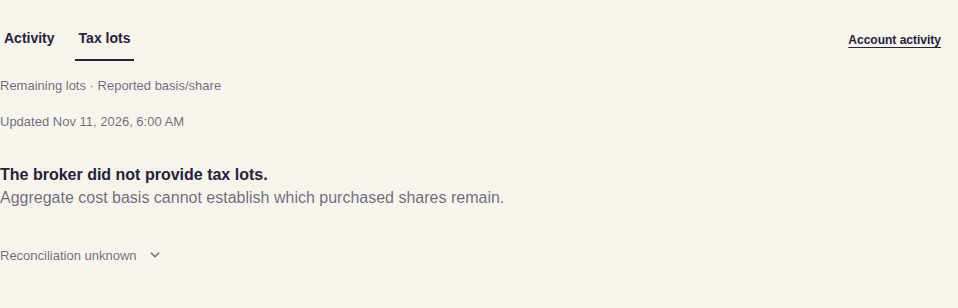 Activity Tax lots Account activity
Remaining lots · Reported basis/share
Updated Nov 11, 2026, 6:00 AM
The broker did not provide tax lots.
Aggregate cost basis cannot establish which purchased shares remain.
Reconciliation unknown